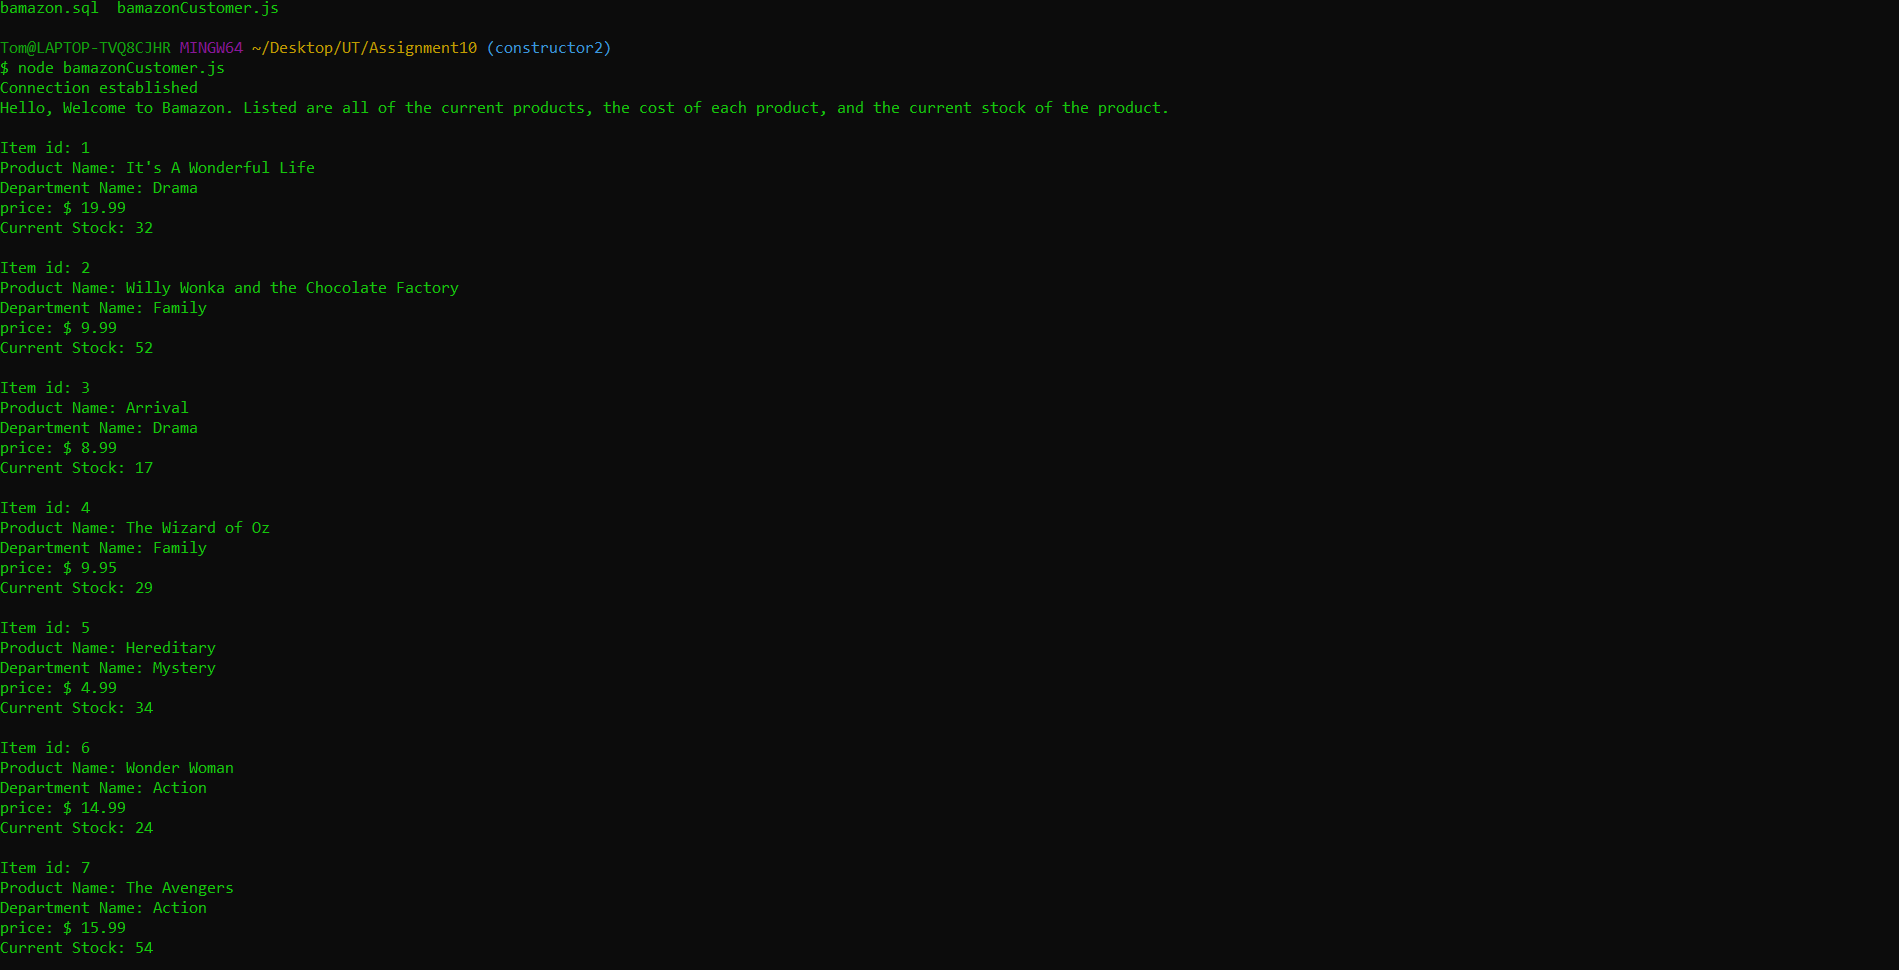 bamazon.sql  bamazonCustomer.js
Tom@LAPTOP-TVQ8CJHR MINGW64 ~/Desktop/UT/Assignment10 (constructor2)
$ node bamazonCustomer.js
Connection established
Hello, Welcome to Bamazon. Listed are all of the current products, the cost of each product, and the current stock of the product.
Item id: 1
Product Name: It's A Wonderful Life
Department Name: Drama
price: $ 19.99
Current Stock: 32
Item id: 2
Product Name: Willy Wonka and the Chocolate Factory
Department Name: Family
price: $ 9.99
Current Stock: 52
Item id: 3
Product Name: Arrival
Department Name: Drama
price: $ 8.99
Current Stock: 17
Item id: 4
Product Name: The Wizard of Oz
Department Name: Family
price: $ 9.95
Current Stock: 29
Item id: 5
Product Name: Hereditary
Department Name: Mystery
price: $ 4.99
Current Stock: 34
Item id: 6
Product Name: Wonder Woman
Department Name: Action
price: $ 14.99
Current Stock: 24
Item id: 7
Product Name: The Avengers
Department Name: Action
price: $ 15.99
Current Stock: 54